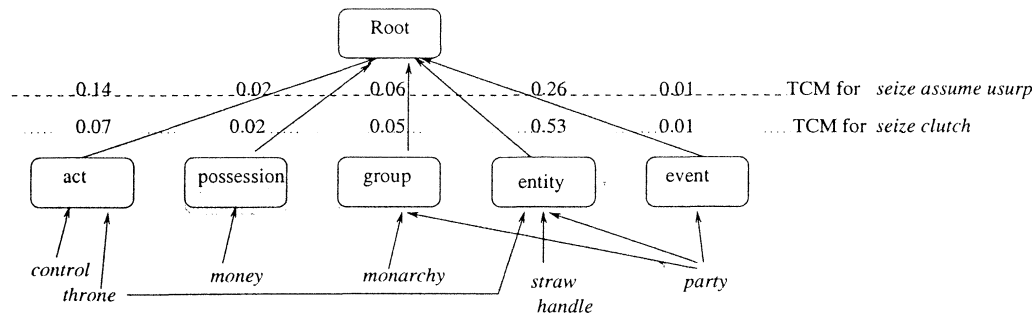 Root
0.14 0.02 0.06 0.26 0.01 TCM for seize assume usurp
0.07 0.02 0.05 0.53 0.01 TCM for seize clutch
act possession group entity event
control money monarchy straw party
throne handle